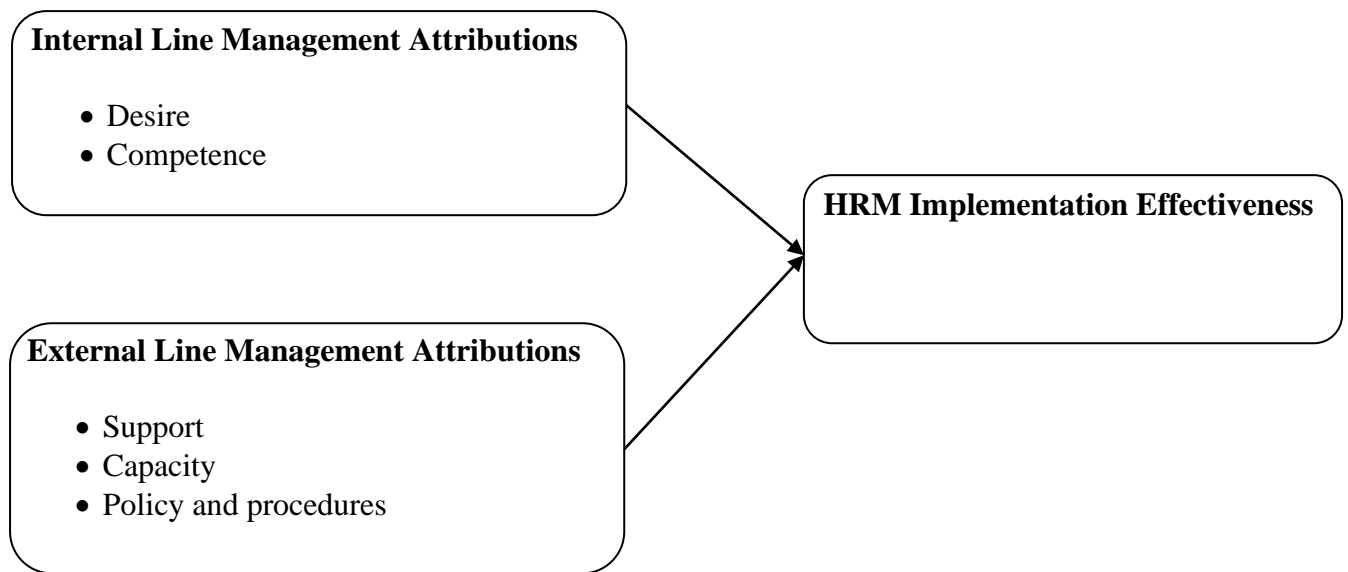 Internal Line Management Attributions
• Desire
• Competence
HRM Implementation Effectiveness
External Line Management Attributions
• Support
• Capacity
• Policy and procedures